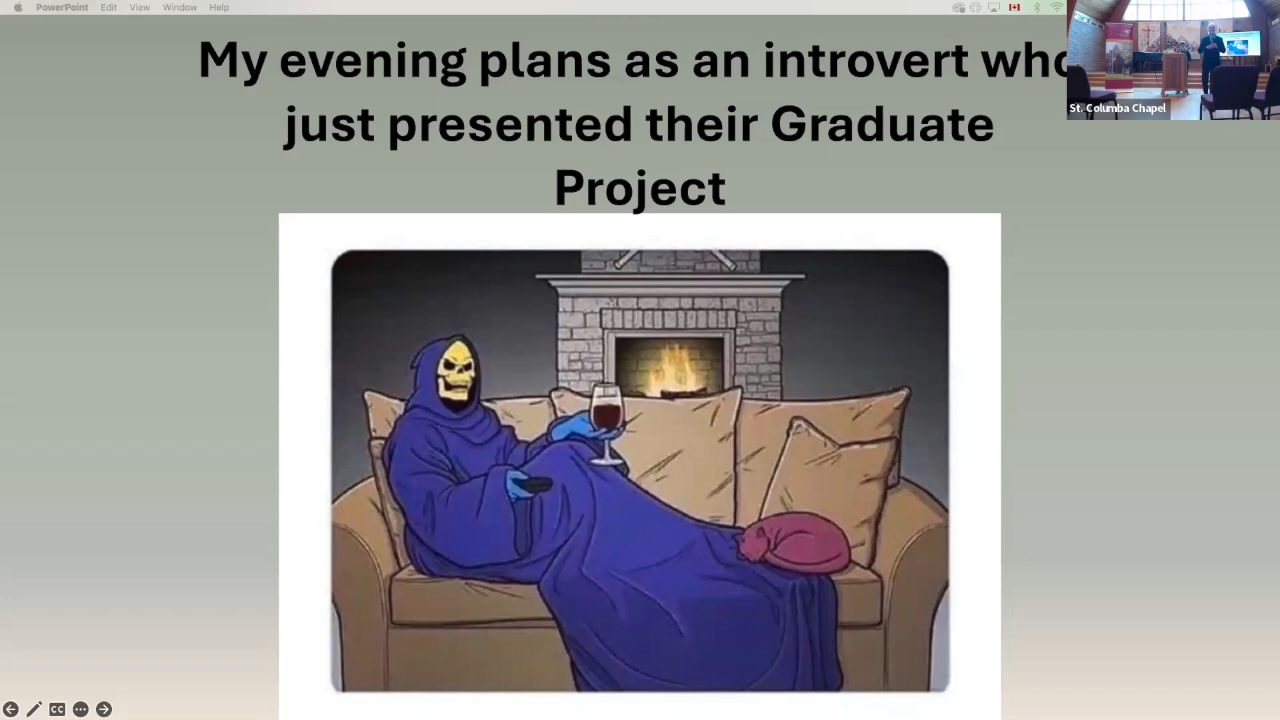 PowerPoint Edit View Window Help
My evening plans as an introvert who
just presented their Graduate
Project
St. Columba Chapel
CC